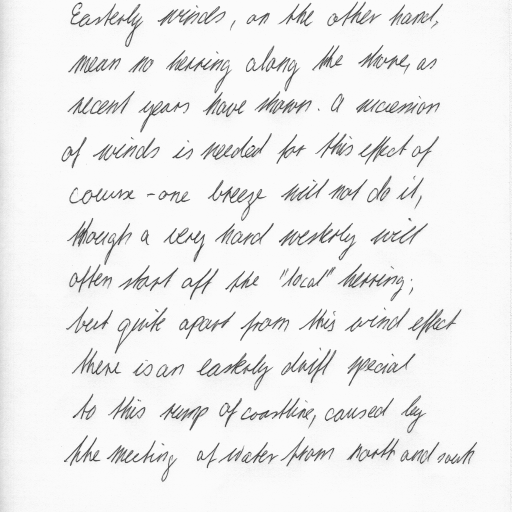 Easterly winds, on the other hand,
mean no herring along the shore, as
recent years have shown. A succession
of winds is needed for this effect of
course - one breeze will not do it,
though a very hard westerly will
often start off the "local" herring;
but quite apart from this wind effect
there is an easterly drift special
to this rump of coastline, caused by
the meeting of water from north and south